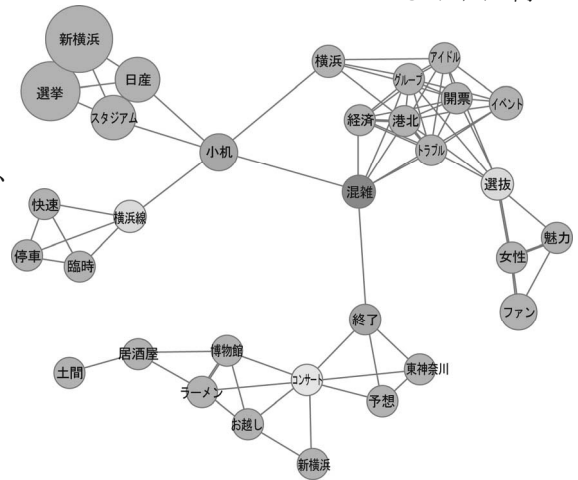 新横浜
選挙
日産
スタジアム
小机
横浜
アイドル
グループ
開票
イベント
経済
港北
トラブル
混雑
選抜
魅力
女性
ファン
快速
横浜線
停車
臨時
、
終了
東神奈川
予想
コンサート
博物館
居酒屋
土間
ラーメン
お越し
新横浜